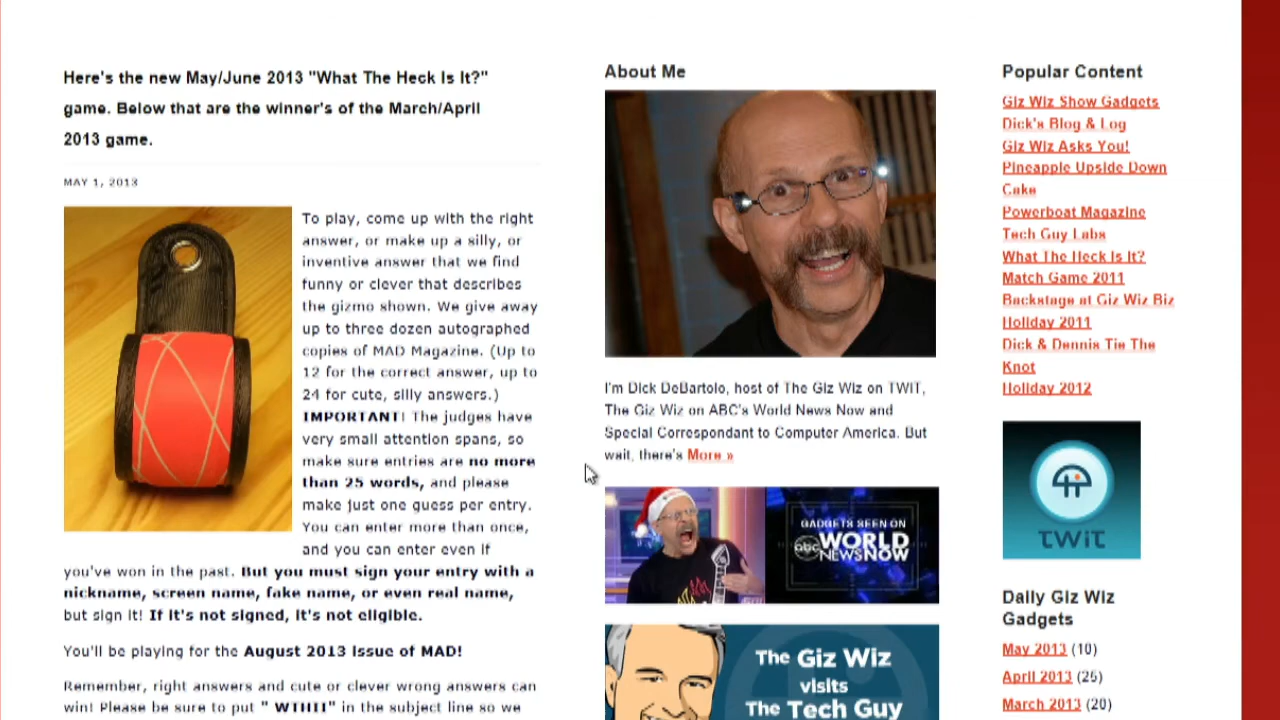 Here's the new May/June 2013 "What The Heck Is It?"
game. Below that are the winner's of the March/April
2013 game.
MAY 1, 2013
To play, come up with the right
answer, or make up a silly, or
inventive answer that we find
funny or clever that describes
the gizmo shown. We give away
up to three dozen autographed
copies of MAD Magazine. (Up to
12 for the correct answer, up to
24 for cute, silly answers.)
IMPORTANT! The judges have
very small attention spans, so
make sure entries are no more
than 25 words, and please
make just one guess per entry.
You can enter more than once,
and you can enter even if
you've won in the past. But you must sign your entry with a
nickname, screen name, fake name, or even real name,
but sign it! If it's not signed, it's not eligible.
You'll be playing for the August 2013 issue of MAD!
Remember, right answers and cute or clever wrong answers can
win! Please be sure to put " WTHII" in the subject line so we
About Me
I'm Dick DeBartolo, host of The Giz Wiz on TWIT,
The Giz Wiz on ABC's World News Now and
Special Correspondant to Computer America. But
wait, there's More »
GADGETS SEEN ON
abc WORLD
NEWS NOW
The Giz Wiz
visits
The Tech Guy
Popular Content
Giz Wiz Show Gadgets
Dick's Blog & Log
Giz Wiz Asks You!
Pineapple Upside Down
Cake
Powerboat Magazine
Tech Guy Labs
What The Heck Is It?
Match Game 2011
Backstage at Giz Wiz Biz
Holiday 2011
Dick & Dennis Tie The
Knot
Holiday 2012
TWiT
Daily Giz Wiz
Gadgets
May 2013 (10)
April 2013 (25)
March 2013 (20)